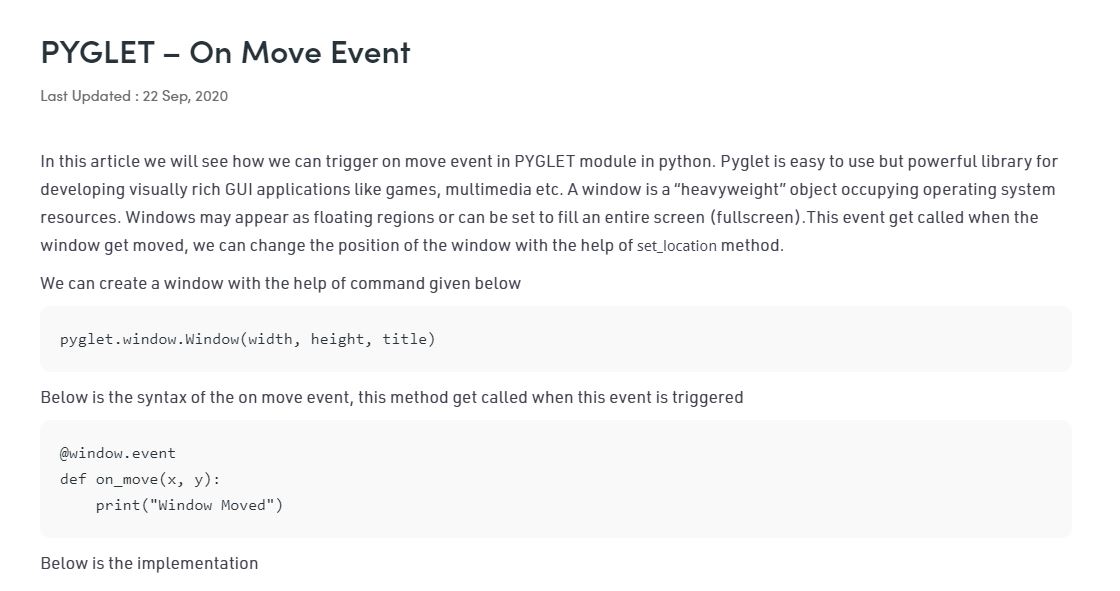 PYGLET – On Move Event
Last Updated : 22 Sep, 2020
In this article we will see how we can trigger on move event in PYGLET module in python. Pyglet is easy to use but powerful library for
developing visually rich GUI applications like games, multimedia etc. A window is a “heavyweight” object occupying operating system
resources. Windows may appear as floating regions or can be set to fill an entire screen (fullscreen).This event get called when the
window get moved, we can change the position of the window with the help of set_location method.
We can create a window with the help of command given below
pyglet.window.Window(width, height, title)
Below is the syntax of the on move event, this method get called when this event is triggered
@window.event
def on_move(x, y):
    print("Window Moved")
Below is the implementation